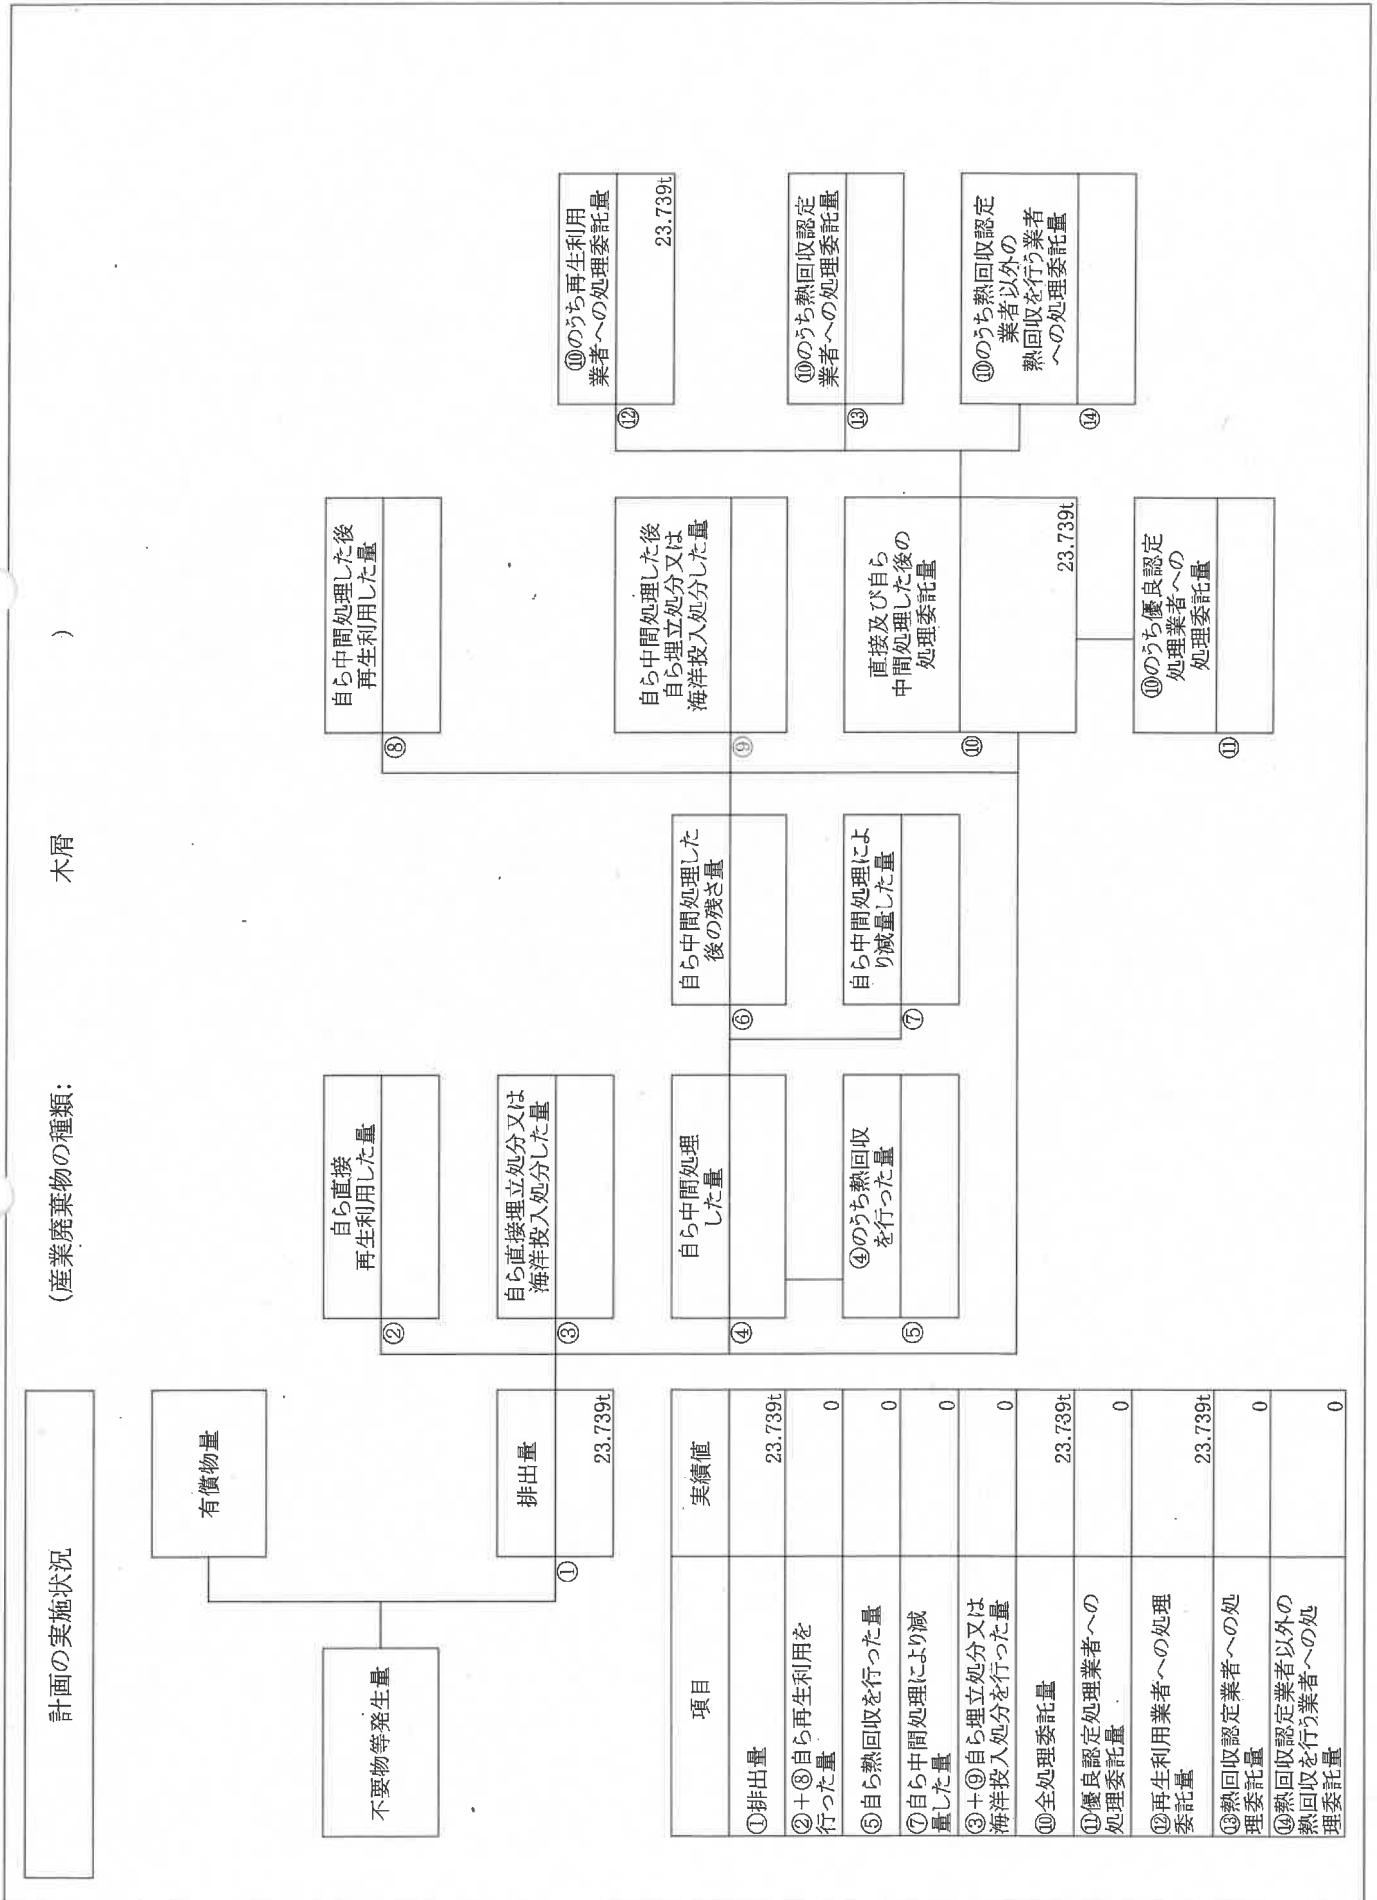 計画の実施状況
(産業廃棄物の種類:　　木屑　　)
不要物等発生量
有償物量
①
排出量
23.739t
②
自ら直接
再生利用した量
③
自ら直接埋立処分又は
海洋投入処分した量
④
自ら中間処理
した量
⑤
④のうち熱回収
を行った量
⑥
自ら中間処理した
後の残さ量
⑦
自ら中間処理によ
り減量した量
⑧
自ら中間処理した後
再生利用した量
⑨
自ら中間処理した後
自ら埋立処分又は
海洋投入処分した量
⑩
直接及び自ら
中間処理した後の
処理委託量
23.739t
⑪
⑩のうち優良認定
処理業者への
処理委託量
⑫
⑩のうち再生利用
業者への処理委託量
23.739t
⑬
⑩のうち熱回収認定
業者への処理委託量
⑭
⑩のうち熱回収認定
業者以外の
熱回収を行う業者
への処理委託量
項目　実績値
①排出量　23.739t
②+⑧自ら再生利用を
行った量　0
⑤自ら熱回収を行った量　0
⑦自ら中間処理により減
量した量　0
③+⑨自ら埋立処分又は
海洋投入処分を行った量　0
⑩全処理委託量　23.739t
⑪優良認定処理業者への
処理委託量　0
⑫再生利用業者への処理
委託量　23.739t
⑬熱回収認定業者への処
理委託量　0
⑭熱回収認定業者以外の
熱回収を行う業者への処
理委託量　0